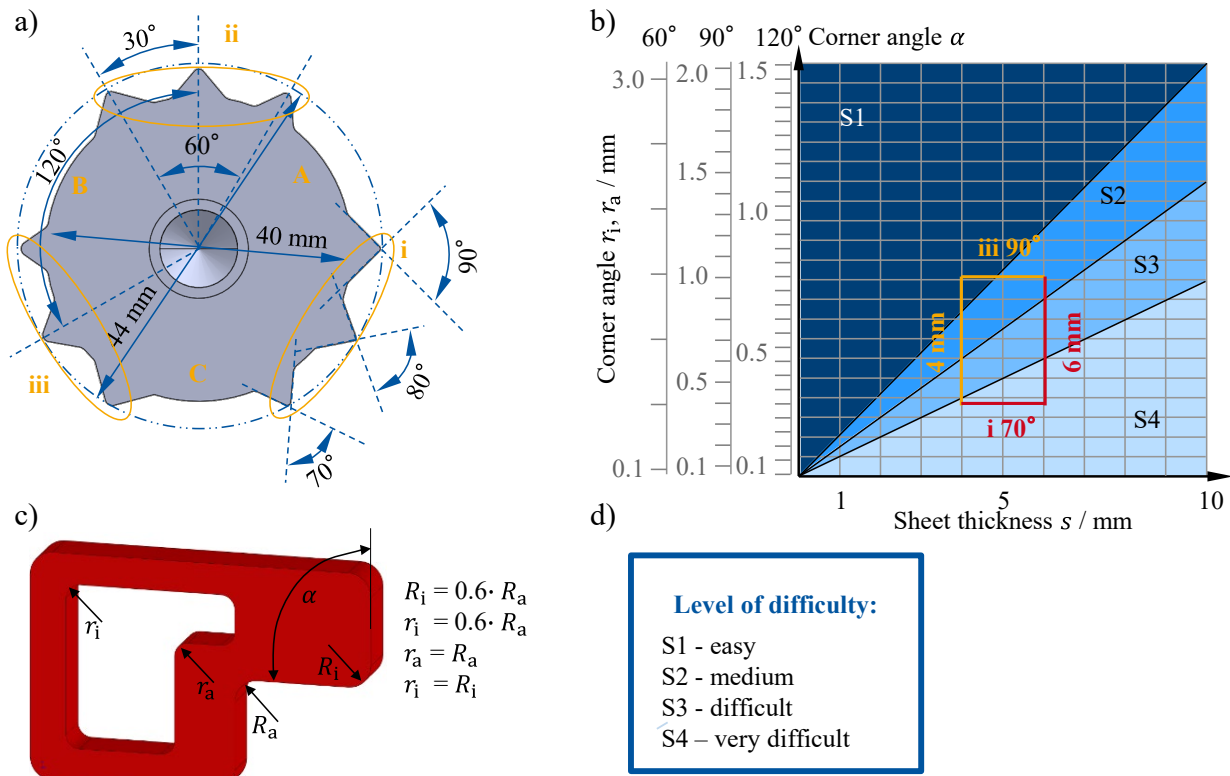 a)
30°
ii
120°
60°
B
A
40 mm
i
90°
44 mm
iii
C
80°
70°
b)
60° 90° 120° Corner angle α
Corner angle rᵢ, rₐ / mm
3.0
2.0
1.5
1.5
1.0
1.0
0.5
0.5
0.1
0.1
0.1
S1
S2
S3
S4
iii 90°
4 mm
6 mm
i 70°
1
5
10
Sheet thickness s / mm
c)
rᵢ
rₐ
Rₐ
Rᵢ
α
Rᵢ = 0.6· Rₐ
rᵢ = 0.6· Rₐ
rₐ = Rₐ
rᵢ = Rᵢ
d)
Level of difficulty:
S1 - easy
S2 - medium
S3 - difficult
S4 – very difficult